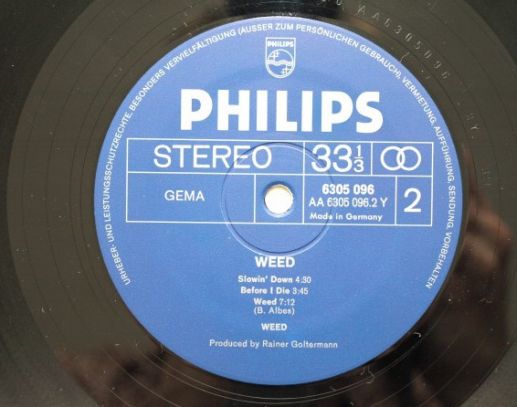 URHEBER- UND LEISTUNGSSCHUTZRECHTE, BESONDERS VERVIELFÄLTIGUNG (AUSSER ZUM PERSÖNLICHEN GEBRAUCH), VERMIETUNG, AUFFÜHRUNG, SENDUNG, VORBEHALTEN
PHILIPS
PHILIPS
STEREO 33 1/3
GEMA
6305 096
AA 6305 096.2 Y
Made in Germany
2
WEED
Slowin' Down 4:30
Before I Die 3:45
Weed 7:12
(B. Albes)
WEED
Produced by Rainer Goltermann